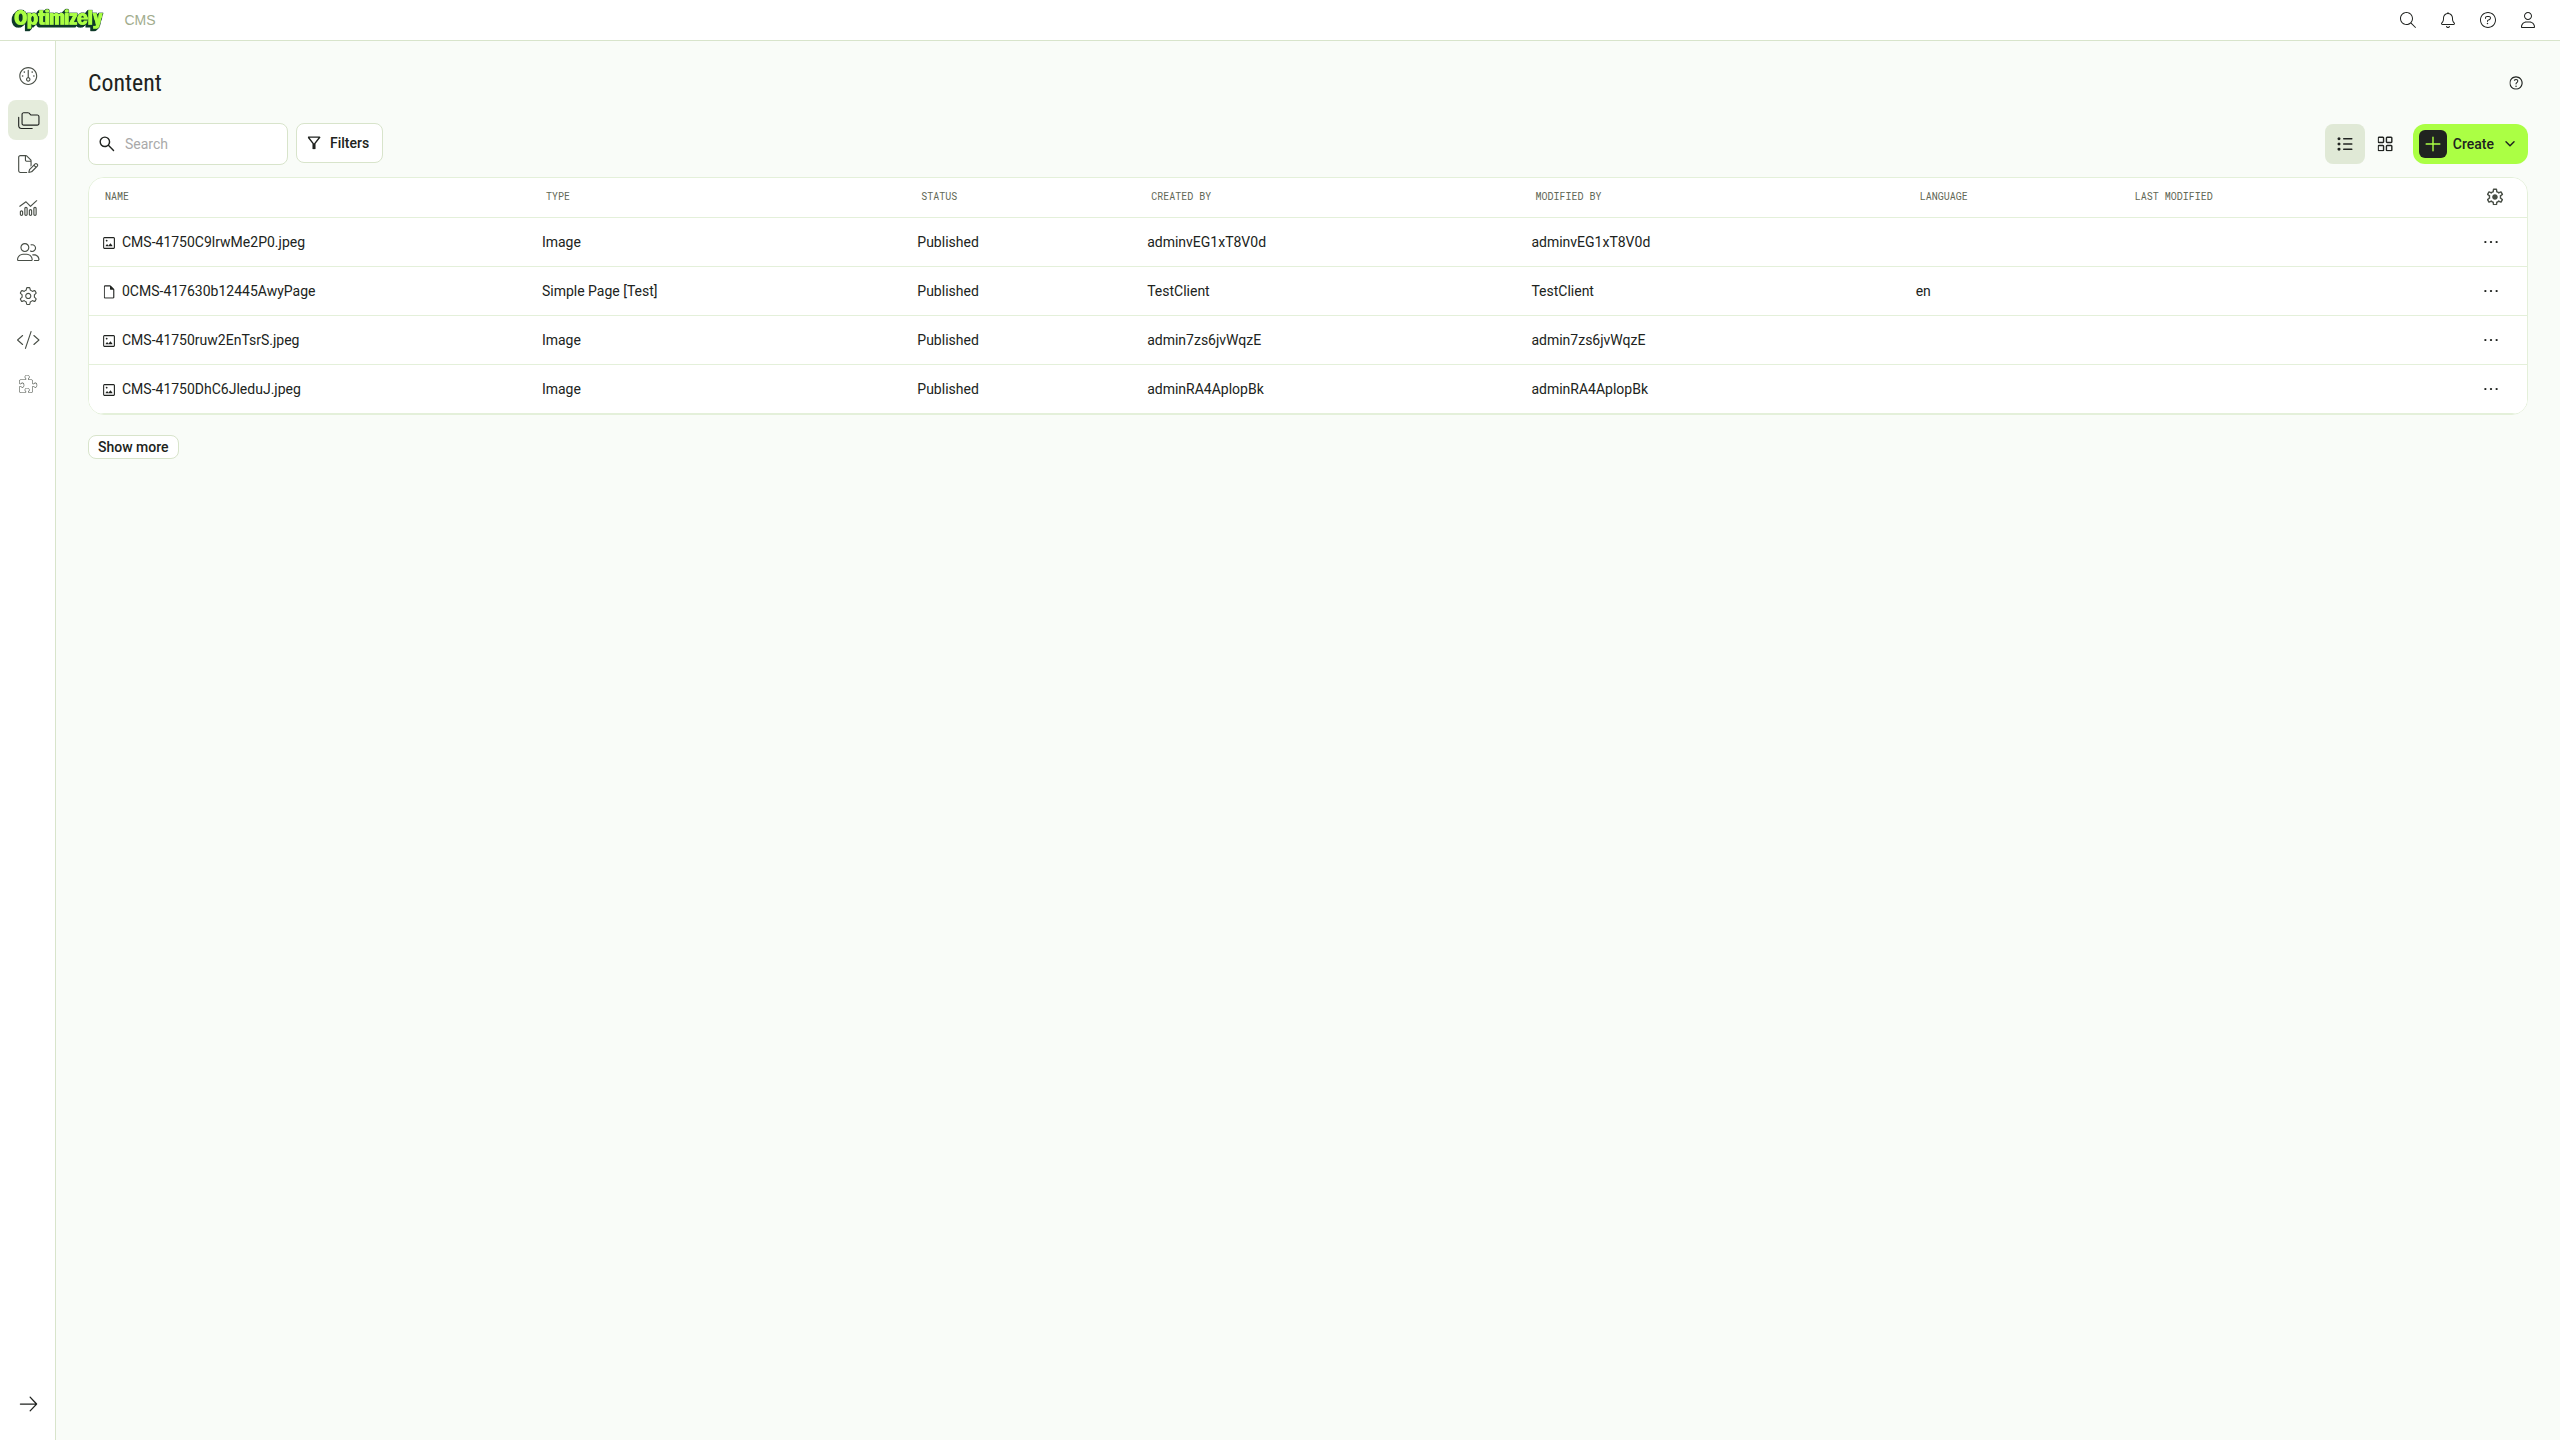 Optimizely CMS
Content
Search Filters Create
NAME TYPE STATUS CREATED BY MODIFIED BY LANGUAGE LAST MODIFIED
CMS-41750C9lrwMe2P0.jpeg Image Published adminvEG1xT8V0d adminvEG1xT8V0d
0CMS-417630b12445AwyPage Simple Page [Test] Published TestClient TestClient en
CMS-41750ruw2EnTsrS.jpeg Image Published admin7zs6jvWqzE admin7zs6jvWqzE
CMS-41750DhC6JleduJ.jpeg Image Published adminRA4AplopBk adminRA4AplopBk
Show more